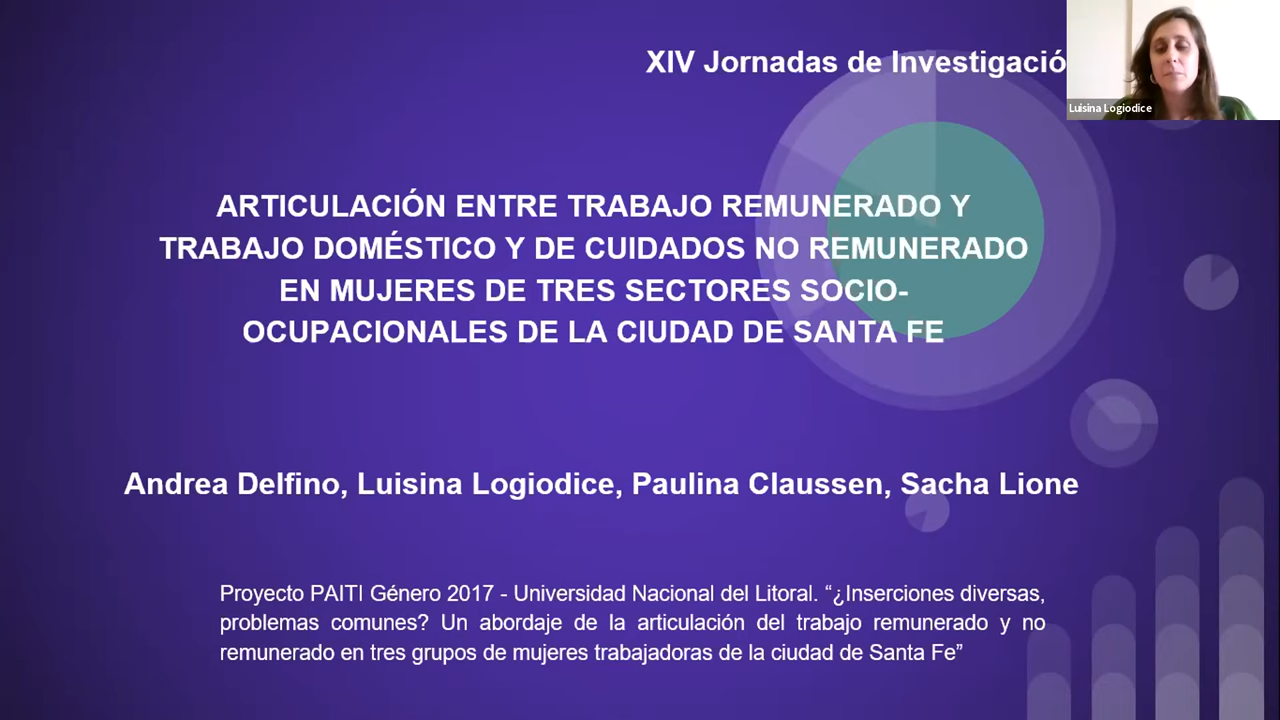 XIV Jornadas de Investigació
Luisina Logiodice
ARTICULACIÓN ENTRE TRABAJO REMUNERADO Y
TRABAJO DOMÉSTICO Y DE CUIDADOS NO REMUNERADO
EN MUJERES DE TRES SECTORES SOCIO-
OCUPACIONALES DE LA CIUDAD DE SANTA FE
Andrea Delfino, Luisina Logiodice, Paulina Claussen, Sacha Lione
Proyecto PAITI Género 2017 - Universidad Nacional del Litoral. “¿Inserciones diversas,
problemas comunes? Un abordaje de la articulación del trabajo remunerado y no
remunerado en tres grupos de mujeres trabajadoras de la ciudad de Santa Fe”